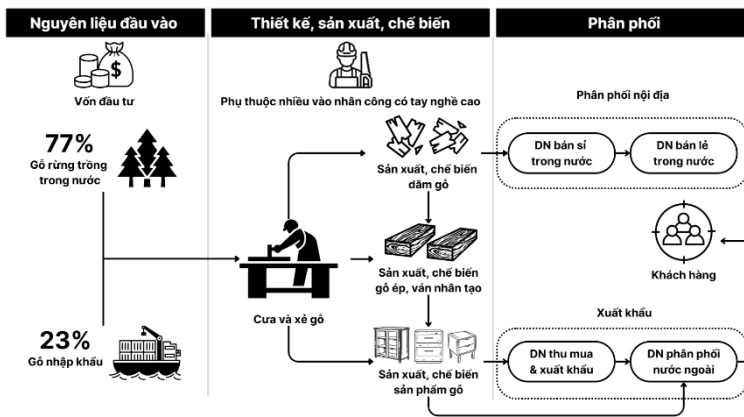 Nguyên liệu đầu vào
Vốn đầu tư
77%
Gỗ rừng trồng
trong nước
23%
Gỗ nhập khẩu
Thiết kế, sản xuất, chế biến
Phụ thuộc nhiều vào nhân công có tay nghề cao
Cưa và xẻ gỗ
Sản xuất, chế biến
dăm gỗ
Sản xuất, chế biến
gỗ ép, ván nhân tạo
Sản xuất, chế biến
sản phẩm gỗ
Phân phối
Phân phối nội địa
DN bán sỉ
trong nước
DN bán lẻ
trong nước
Khách hàng
Xuất khẩu
DN thu mua
& xuất khẩu
DN phân phối
nước ngoài